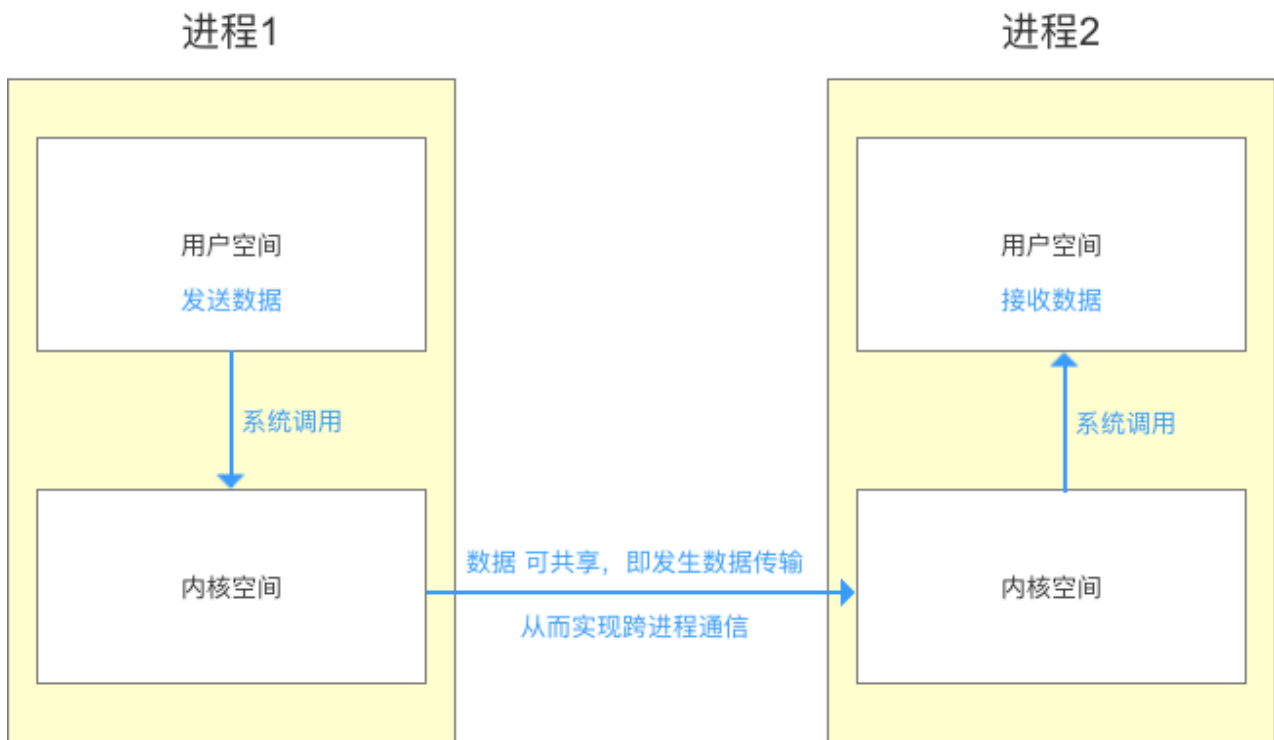 进程1
进程2
用户空间
发送数据
用户空间
接收数据
系统调用
系统调用
数据 可共享，即发生数据传输
从而实现跨进程通信
内核空间
内核空间